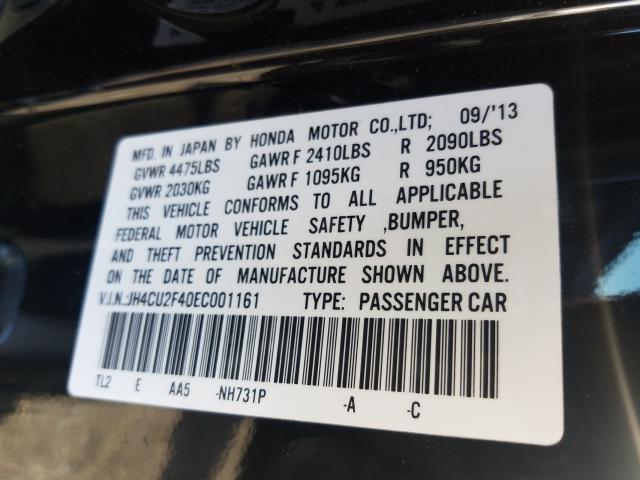 MFD. IN JAPAN BY HONDA MOTOR CO.,LTD; 09/'13
GVWR 4475LBS GAWR F 2410LBS R 2090LBS
GVWR 2030KG GAWR F 1095KG R 950KG
THIS VEHICLE CONFORMS TO ALL APPLICABLE
FEDERAL MOTOR VEHICLE SAFETY ,BUMPER,
AND THEFT PREVENTION STANDARDS IN EFFECT
ON THE DATE OF MANUFACTURE SHOWN ABOVE.
V.I.N.:JH4CU2F40EC001161 TYPE: PASSENGER CAR
TL2 E AA5 -NH731P -A -C